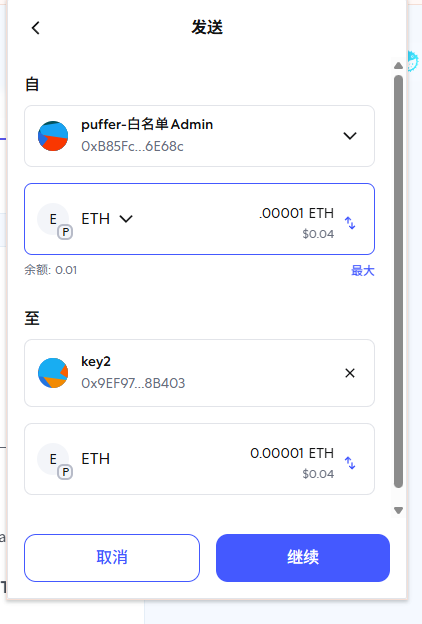 发送
自
puffer-白名单Admin
0xB85Fc...6E68c
E
P
ETH
.00001 ETH
$0.04
余额: 0.01
最大
至
key2
0x9EF97...8B403
E
P
ETH
0.00001 ETH
$0.04
取消
继续